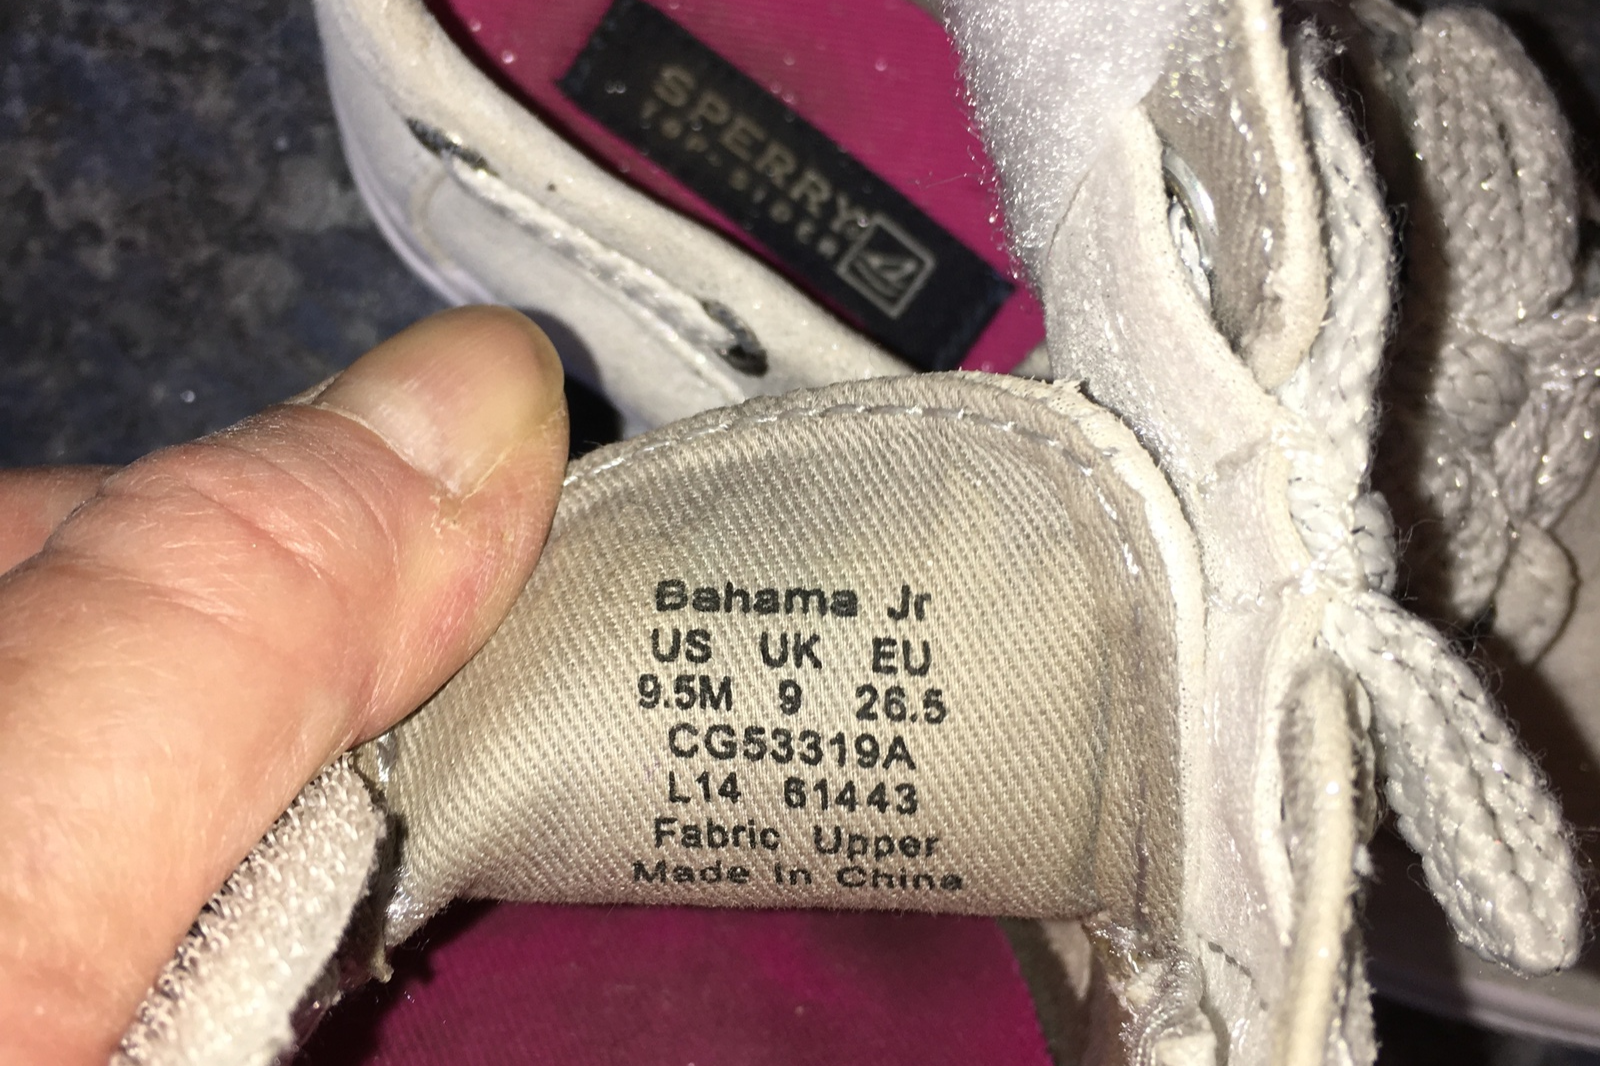 SPERRY
TOP-SIDER
Bahama Jr
US UK EU
9.5M 9 26.5
CG53319A
L14 61443
Fabric Upper
Made in China